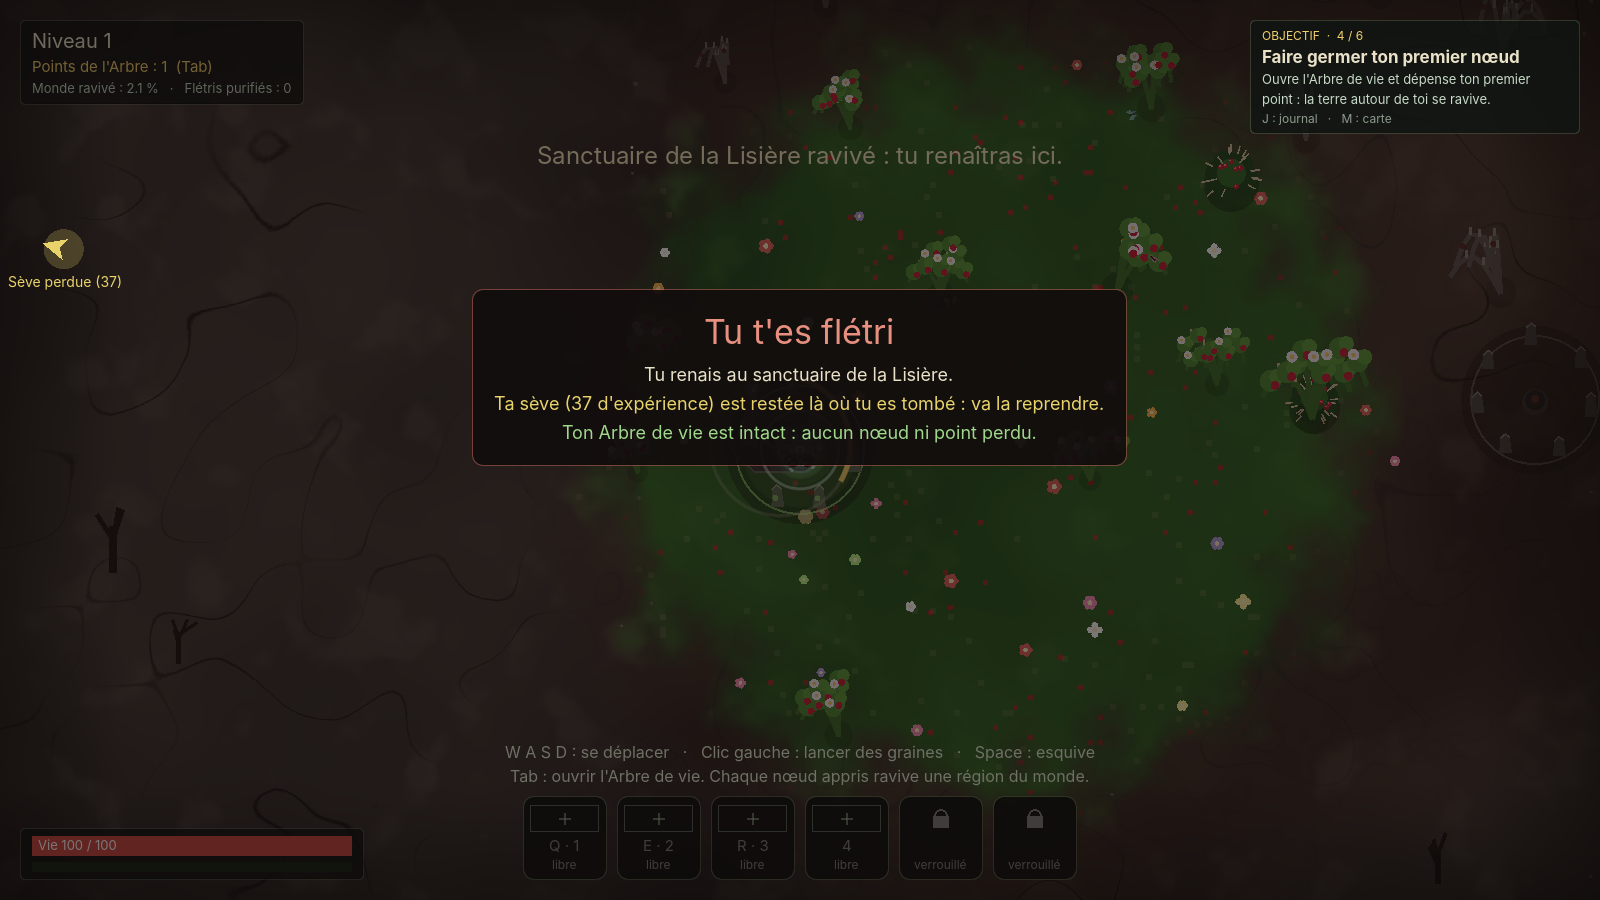 Niveau 1
Points de l'Arbre : 1 (Tab)
Monde ravivé : 2.1 % · Flétris purifiés : 0
OBJECTIF · 4 / 6
Faire germer ton premier nœud
Ouvre l'Arbre de vie et dépense ton premier
point : la terre autour de toi se ravive.
J : journal · M : carte
Sanctuaire de la Lisière ravivé : tu renaîtras ici.
Sève perdue (37)
Tu t'es flétri
Tu renais au sanctuaire de la Lisière.
Ta sève (37 d'expérience) est restée là où tu es tombé : va la reprendre.
Ton Arbre de vie est intact : aucun nœud ni point perdu.
W A S D : se déplacer · Clic gauche : lancer des graines · Space : esquive
Tab : ouvrir l'Arbre de vie. Chaque nœud appris ravive une région du monde.
Vie 100 / 100
Q · 1
libre
E · 2
libre
R · 3
libre
4
libre
verrouillé
verrouillé